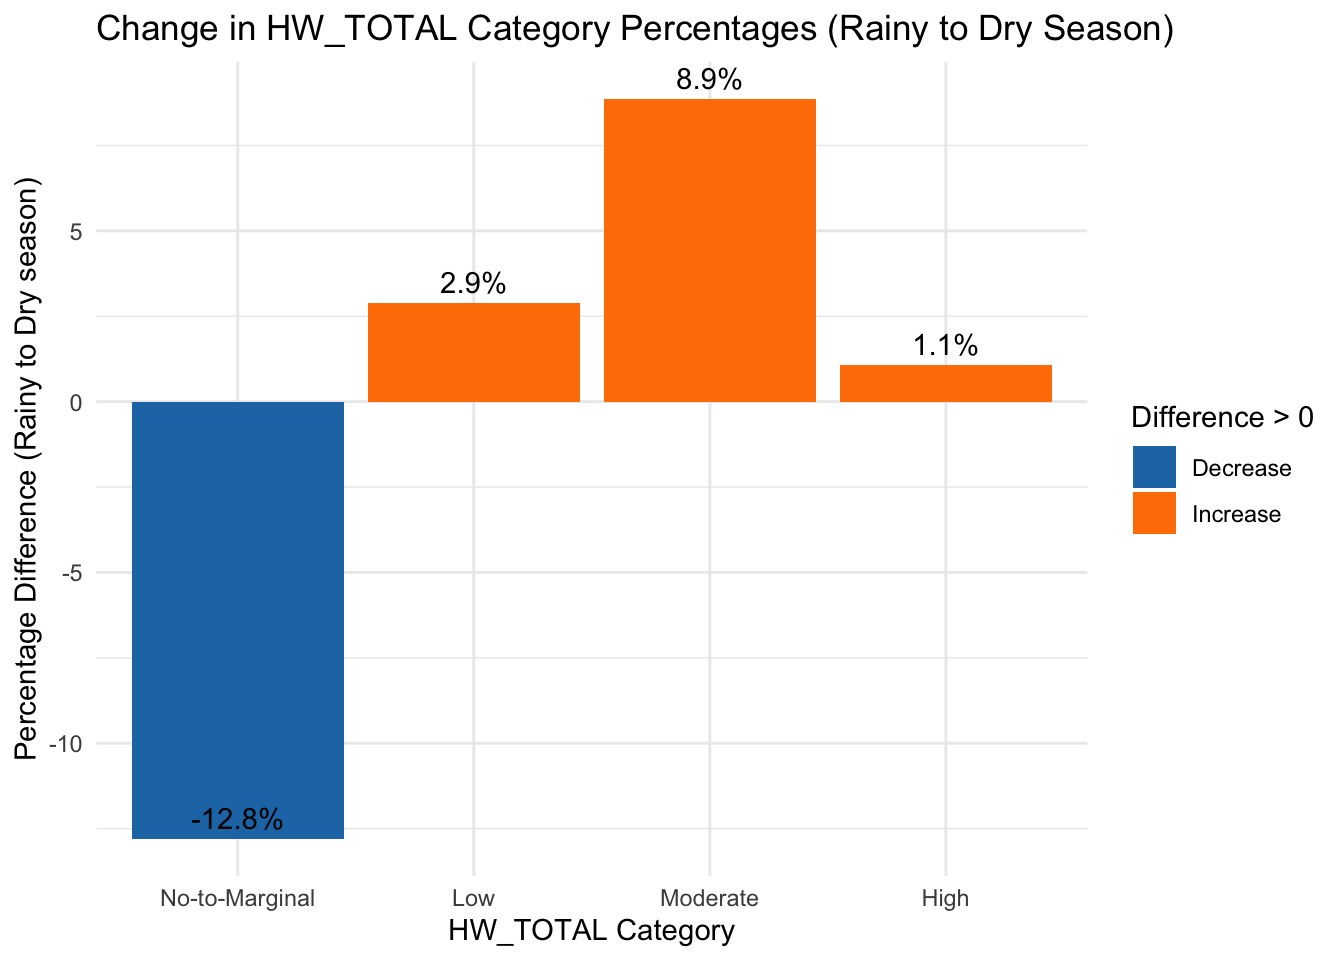 Change in HW_TOTAL Category Percentages (Rainy to Dry Season)
Percentage Difference (Rainy to Dry season)
5
0
-5
-10
-12.8%
2.9%
8.9%
1.1%
No-to-Marginal
Low
Moderate
High
HW_TOTAL Category
Difference > 0
Decrease
Increase